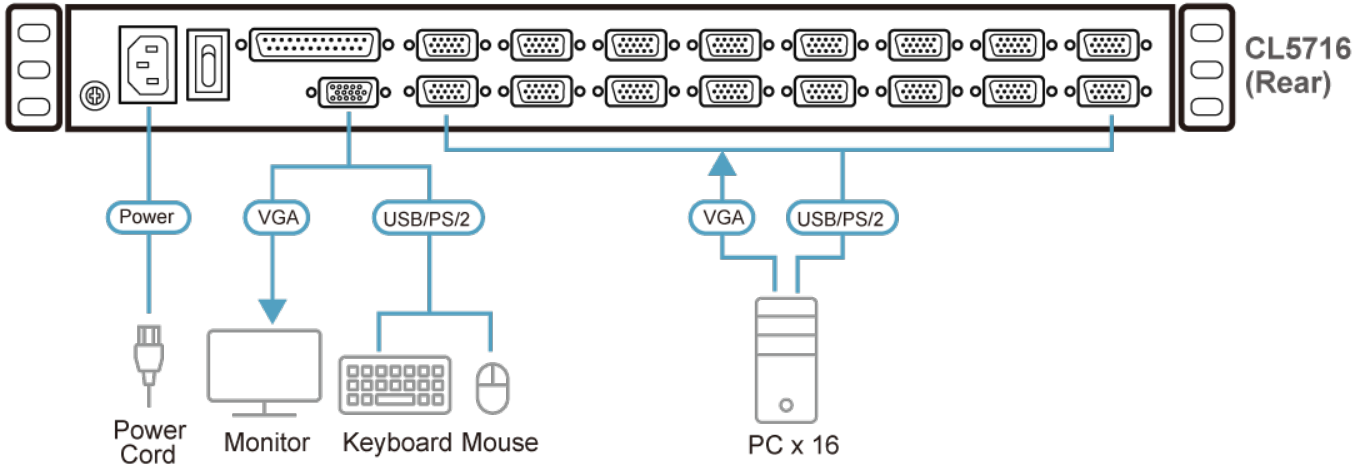 CL5716
(Rear)
Power
VGA
USB/PS/2
VGA
USB/PS/2
Power
Cord
Monitor
Keyboard
Mouse
PC x 16